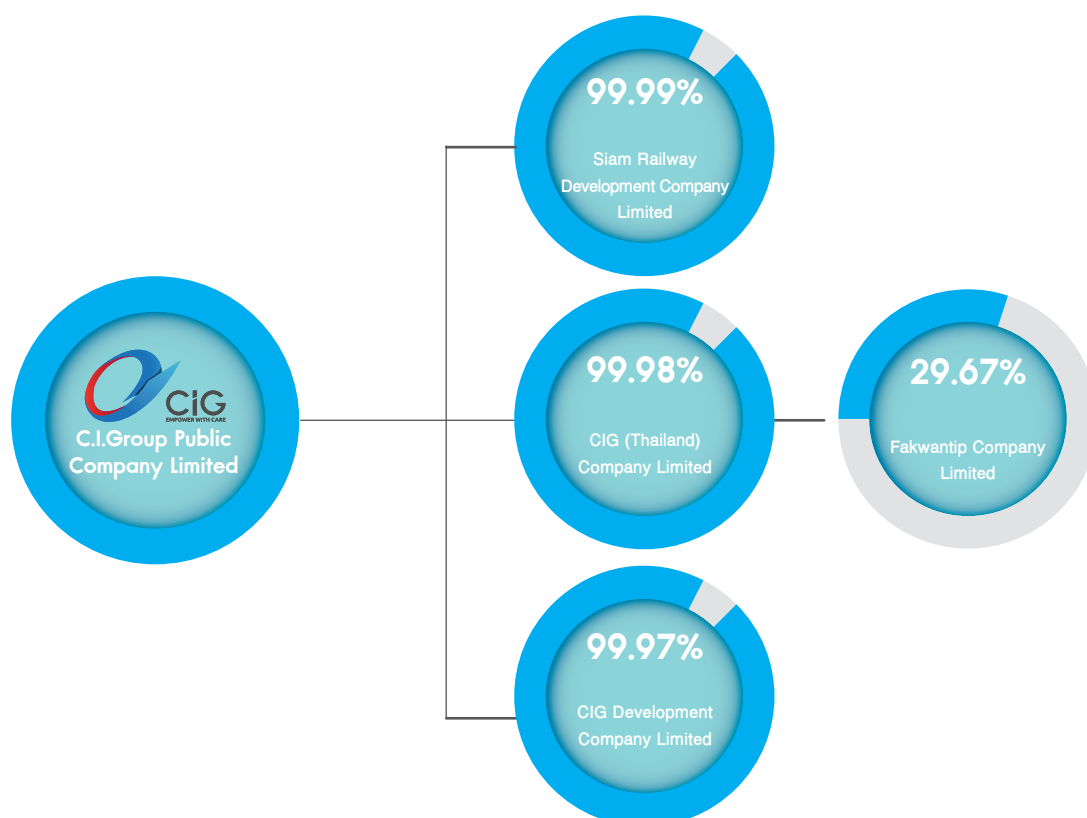 CiG
EMPOWER WITH CARE
C.I.Group Public
Company Limited
99.99%
Siam Railway
Development Company
Limited
99.98%
CIG (Thailand)
Company Limited
29.67%
Fakwantip Company
Limited
99.97%
CIG Development
Company Limited